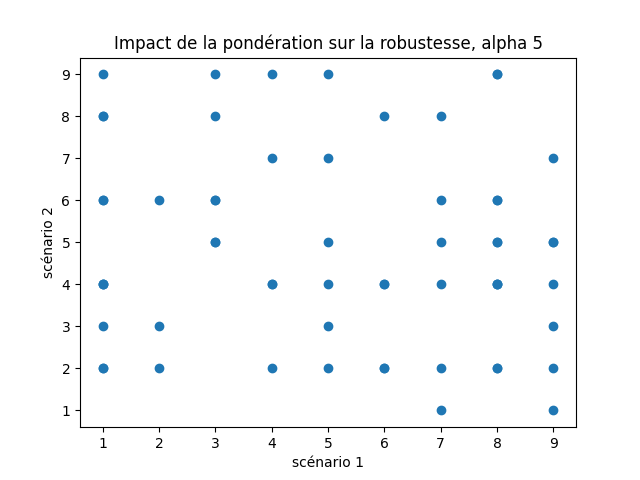 Impact de la pondération sur la robustesse, alpha 5
9
8
7
6
5
4
3
2
1
scénario 2
1 2 3 4 5 6 7 8 9
scénario 1